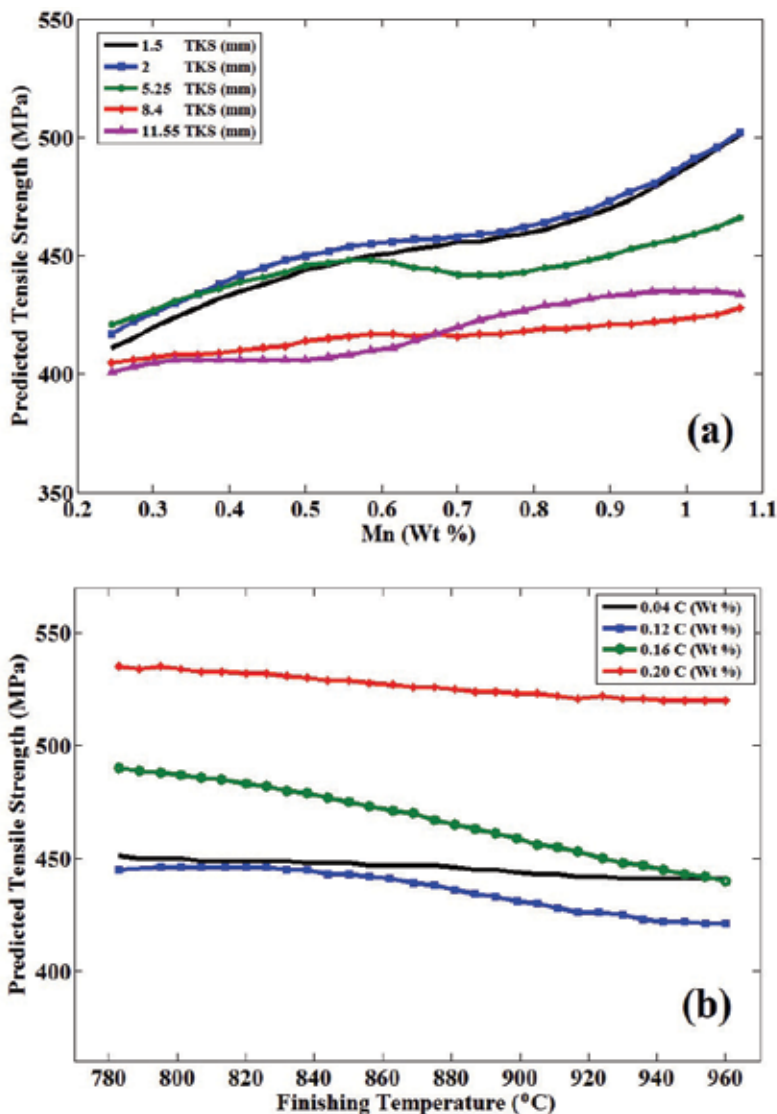 550
500
450
400
350
Predicted Tensile Strength (MPa)
1.5 TKS (mm)
2 TKS (mm)
5.25 TKS (mm)
8.4 TKS (mm)
11.55 TKS (mm)
(a)
0.2 0.3 0.4 0.5 0.6 0.7 0.8 0.9 1 1.1
Mn (Wt %)
550
500
450
400
Predicted Tensile Strength (MPa)
0.04 C (Wt %)
0.12 C (Wt %)
0.16 C (Wt %)
0.20 C (Wt %)
(b)
780 800 820 840 860 880 900 920 940 960
Finishing Temperature (⁰C)